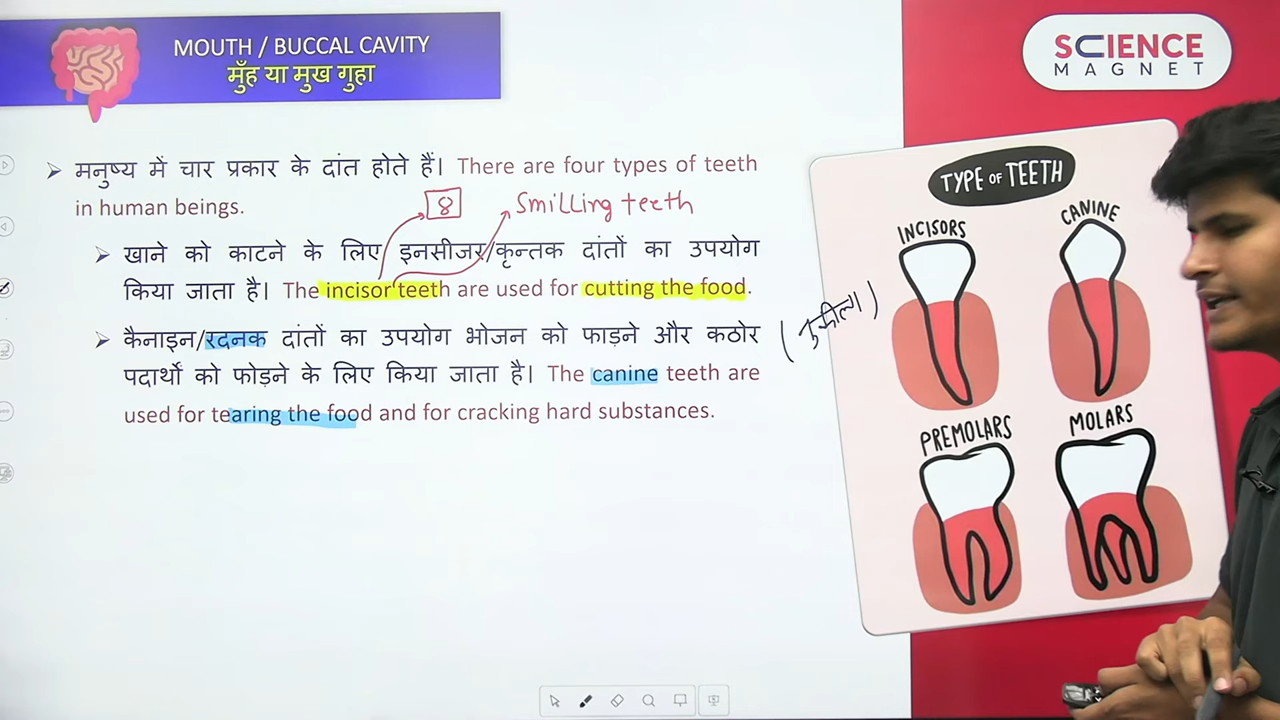 MOUTH / BUCCAL CAVITY
मुँह या मुख गुहा
SCIENCE
MAGNET
मनुष्य में चार प्रकार के दांत होते हैं। There are four types of teeth
in human beings.
8
Smilling teeth
खाने को काटने के लिए इनसीजर/कृन्तक दांतों का उपयोग
किया जाता है। The incisor teeth are used for cutting the food.
कैनाइन/रदनक दांतों का उपयोग भोजन को फाड़ने और कठोर
पदार्थो को फोड़ने के लिए किया जाता है। The canine teeth are
used for tearing the food and for cracking hard substances.
(नुकीला)
TYPE OF TEETH
INCISORS
CANINE
PREMOLARS
MOLARS